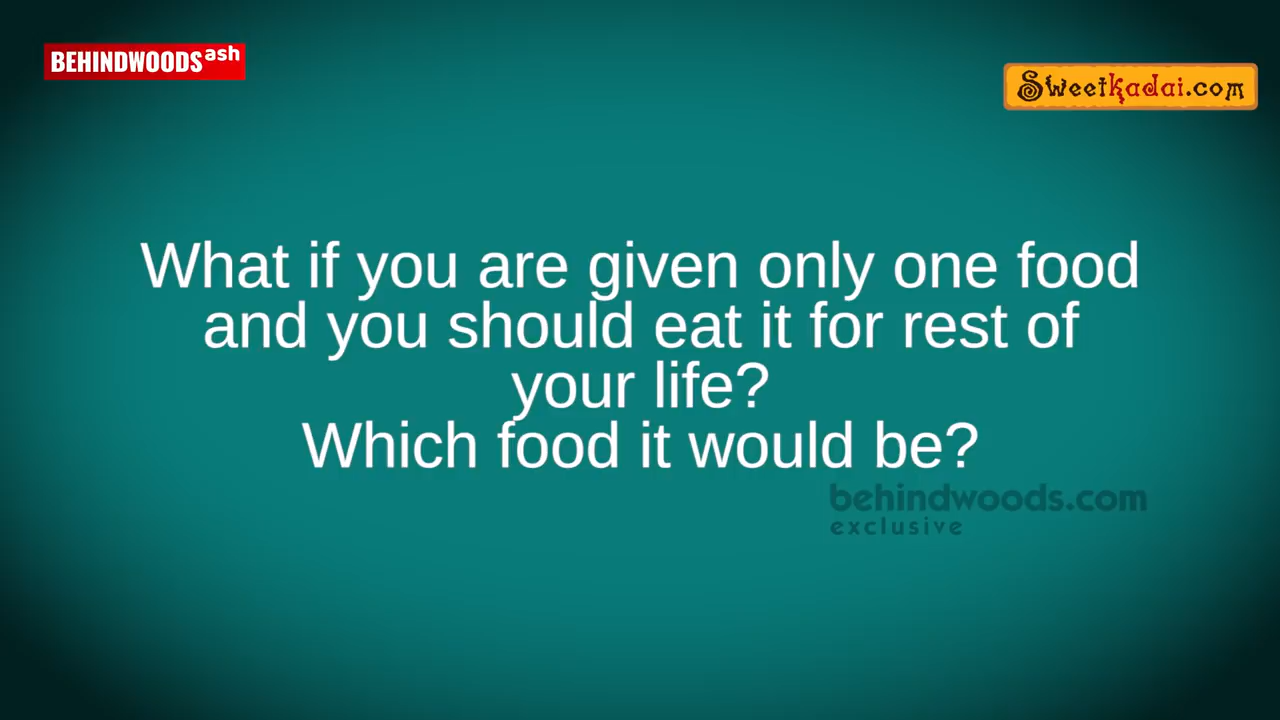 BEHINDWOODS ash
Sweetkadai.com
What if you are given only one food
and you should eat it for rest of
your life?
Which food it would be?
behindwoods.com
exclusive